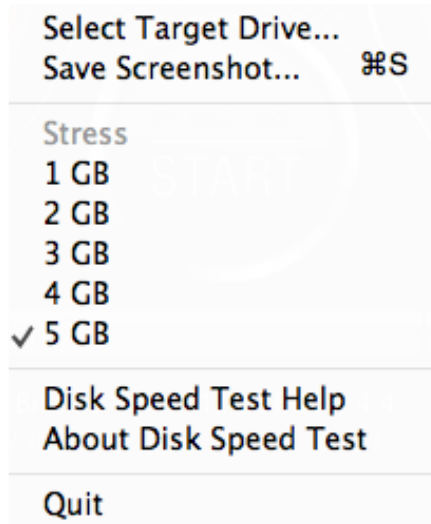 Select Target Drive...
Save Screenshot... ⌘S
Stress
1 GB
2 GB
3 GB
4 GB
✓ 5 GB
Disk Speed Test Help
About Disk Speed Test
Quit
START